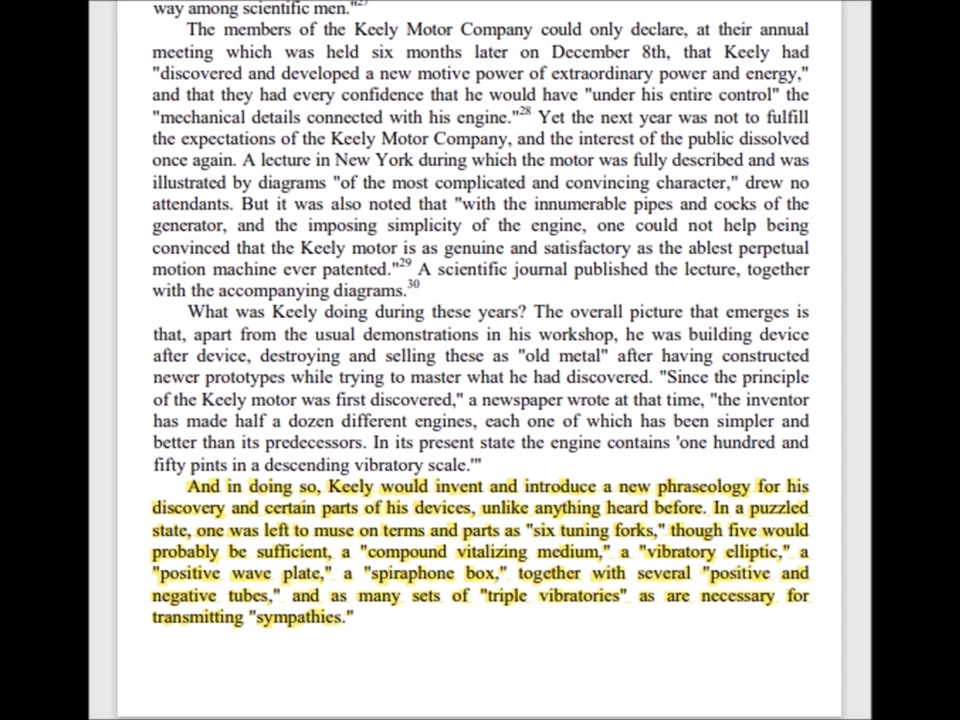 way among scientific men."27
The members of the Keely Motor Company could only declare, at their annual
meeting which was held six months later on December 8th, that Keely had
"discovered and developed a new motive power of extraordinary power and energy,"
and that they had every confidence that he would have "under his entire control" the
"mechanical details connected with his engine."28 Yet the next year was not to fulfill
the expectations of the Keely Motor Company, and the interest of the public dissolved
once again. A lecture in New York during which the motor was fully described and was
illustrated by diagrams "of the most complicated and convincing character," drew no
attendants. But it was also noted that "with the innumerable pipes and cocks of the
generator, and the imposing simplicity of the engine, one could not help being
convinced that the Keely motor is as genuine and satisfactory as the ablest perpetual
motion machine ever patented."29 A scientific journal published the lecture, together
with the accompanying diagrams.30
What was Keely doing during these years? The overall picture that emerges is
that, apart from the usual demonstrations in his workshop, he was building device
after device, destroying and selling these as "old metal" after having constructed
newer prototypes while trying to master what he had discovered. "Since the principle
of the Keely motor was first discovered," a newspaper wrote at that time, "the inventor
has made half a dozen different engines, each one of which has been simpler and
better than its predecessors. In its present state the engine contains 'one hundred and
fifty pints in a descending vibratory scale.'"
And in doing so, Keely would invent and introduce a new phraseology for his
discovery and certain parts of his devices, unlike anything heard before. In a puzzled
state, one was left to muse on terms and parts as "six tuning forks," though five would
probably be sufficient, a "compound vitalizing medium," a "vibratory elliptic," a
"positive wave plate," a "spiraphone box," together with several "positive and
negative tubes," and as many sets of "triple vibratories" as are necessary for
transmitting "sympathies."